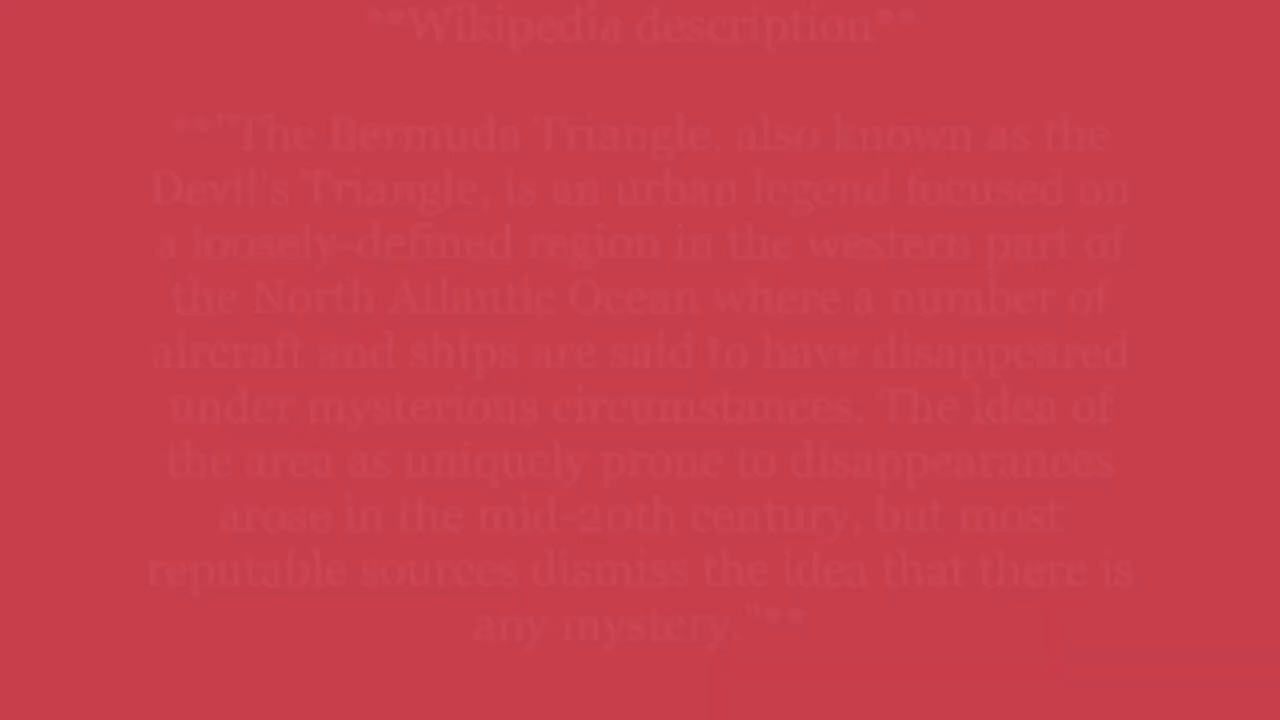 **Wikipedia description**
**"The Bermuda Triangle, also known as the
Devil's Triangle, is an urban legend focused on
a loosely-defined region in the western part of
the North Atlantic Ocean where a number of
aircraft and ships are said to have disappeared
under mysterious circumstances. The idea of
the area as uniquely prone to disappearances
arose in the mid-20th century, but most
reputable sources dismiss the idea that there is
any mystery."**